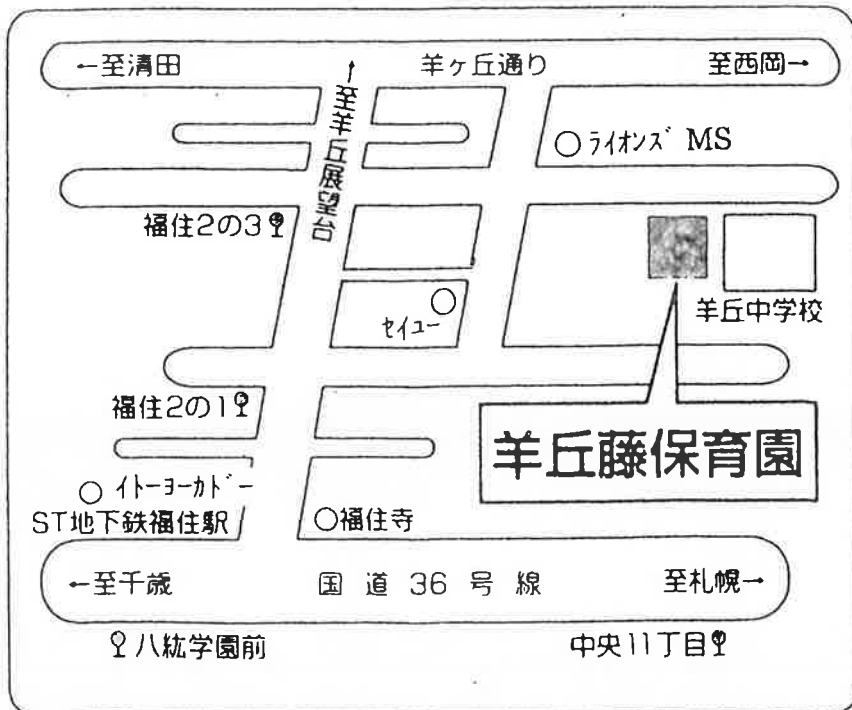 ←至清田
羊ヶ丘通り
至西岡→
←至羊丘展望台
ライオンズ MS
福住2の3
羊丘中学校
セイユー
福住2の1
羊丘藤保育園
イトーヨーカドー
ST地下鉄福住駅
福住寺
←至千歳
国道36号線
至札幌→
八紘学園前
中央11丁目